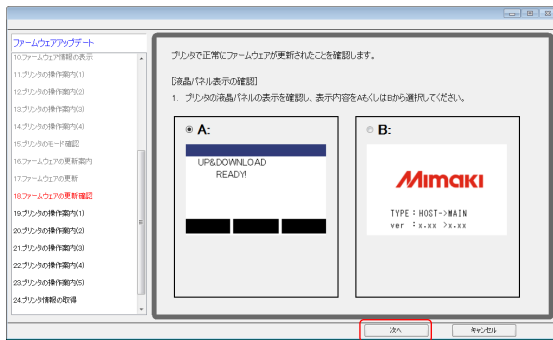 ファームウェアアップデート
10.ファームウェア情報の表示
11.プリンタの操作案内(1)
12.プリンタの操作案内(2)
13.プリンタの操作案内(3)
14.プリンタの操作案内(4)
15.プリンタのモード確認
16.ファームウェアの更新案内
17.ファームウェアの更新
18.ファームウェアの更新確認
19.プリンタの操作案内(1)
20.プリンタの操作案内(2)
21.プリンタの操作案内(3)
22.プリンタの操作案内(4)
23.プリンタの操作案内(5)
24.プリンタ情報の取得
プリンタで正常にファームウェアが更新されたことを確認します。
[液晶パネル表示の確認]
1. プリンタの液晶パネルの表示を確認し、表示内容をAもしくはBから選択してください。
A:
UP&DOWNLOAD
READY!
B:
Mimaki
TYPE：HOST->MAIN
ver ：x.xx >x.xx
次へ
キャンセル